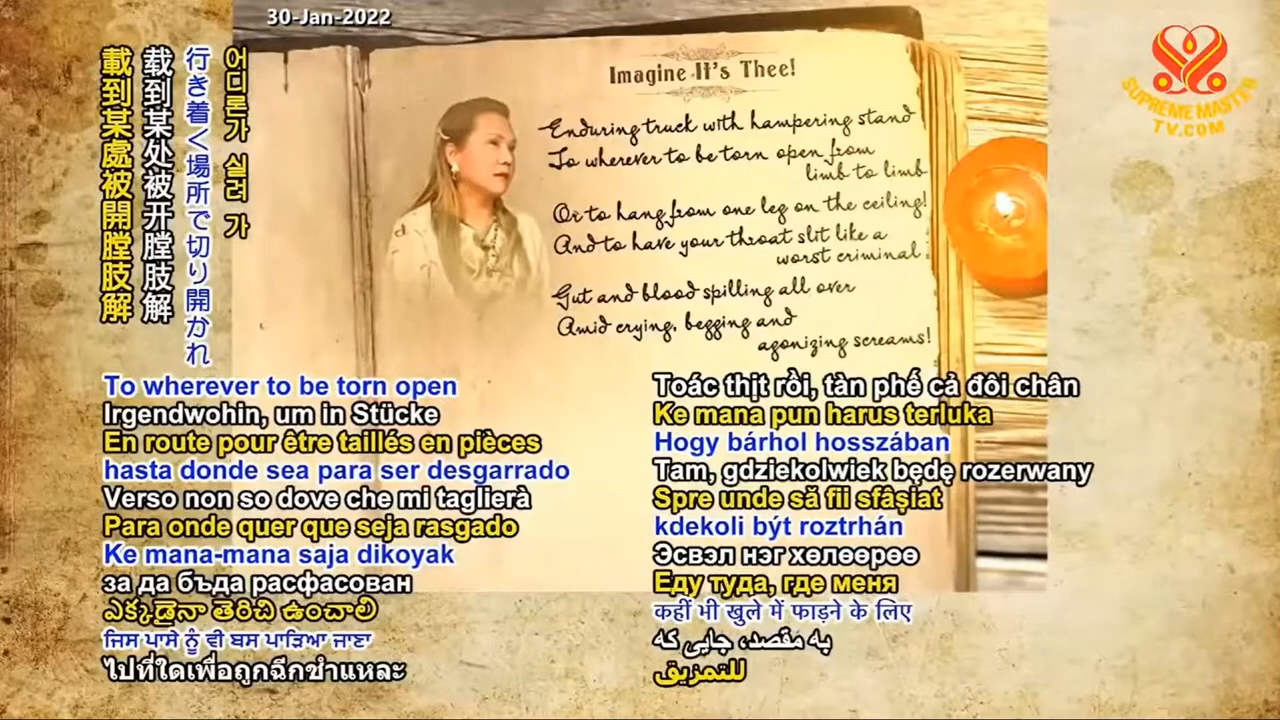 30-Jan-2022
SUPREME MASTER
TV.COM
載到某處被開膛肢解
载到某处被开膛肢解
行き着く場所で切り開かれ
어디론가 실려 가
Imagine It's Thee!
Enduring truck with hampering stand
To wherever to be torn open from
limb to limb
Or to hang from one leg on the ceiling!
And to have your throat slit like a
worst criminal
Gut and blood spilling all over
Amid crying, begging and
agonizing screams!
To wherever to be torn open
Irgendwohin, um in Stücke
En route pour être taillés en pièces
hasta donde sea para ser desgarrado
Verso non so dove che mi taglierà
Para onde quer que seja rasgado
Ke mana-mana saja dikoyak
за да бъда расфасован
ఎక్కడైనా తెరిచి ఉంచాలి
ਜਿਸ ਪਾਸੇ ਨੂੰ ਵੀ ਬਸ ਪਾੜਿਆ ਜਾਣਾ
ไปที่ใดเพื่อถูกฉีกชำแหละ
Toác thịt rồi, tàn phế cả đôi chân
Ke mana pun harus terluka
Hogy bárhol hosszában
Tam, gdziekolwiek będę rozerwany
Spre unde să fii sfâșiat
kdekoli být roztrhán
Эсвэл нэг хөлөөрөө
Еду туда, где меня
कहीं भी खुले में फाड़ने के लिए
به مقصد، جایی که
للتمزيق